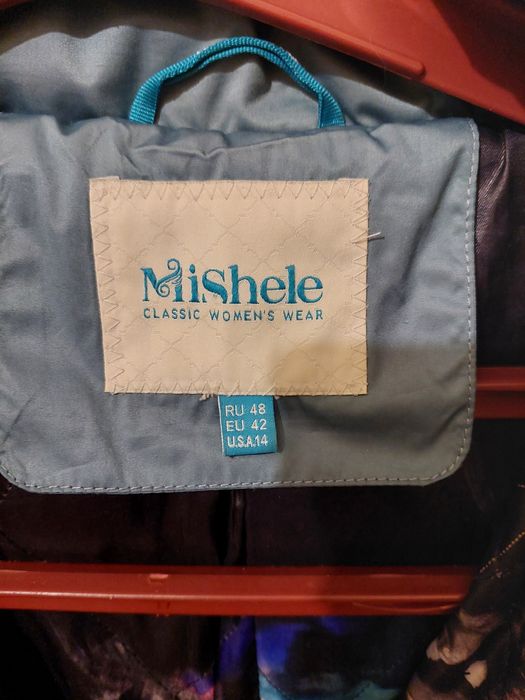 MiShele
CLASSIC WOMEN'S WEAR
RU 48
EU 42
U.S.A.14